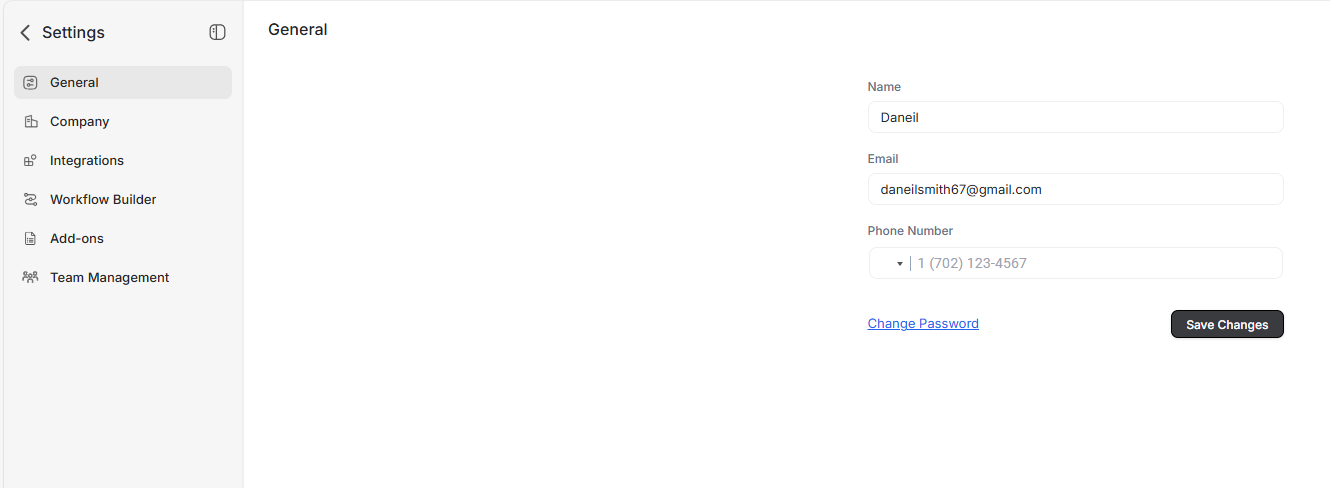 Settings
General
Company
Integrations
Workflow Builder
Add-ons
Team Management
General
Name
Daneil
Email
daneilsmith67@gmail.com
Phone Number
1 (702) 123-4567
Change Password
Save Changes